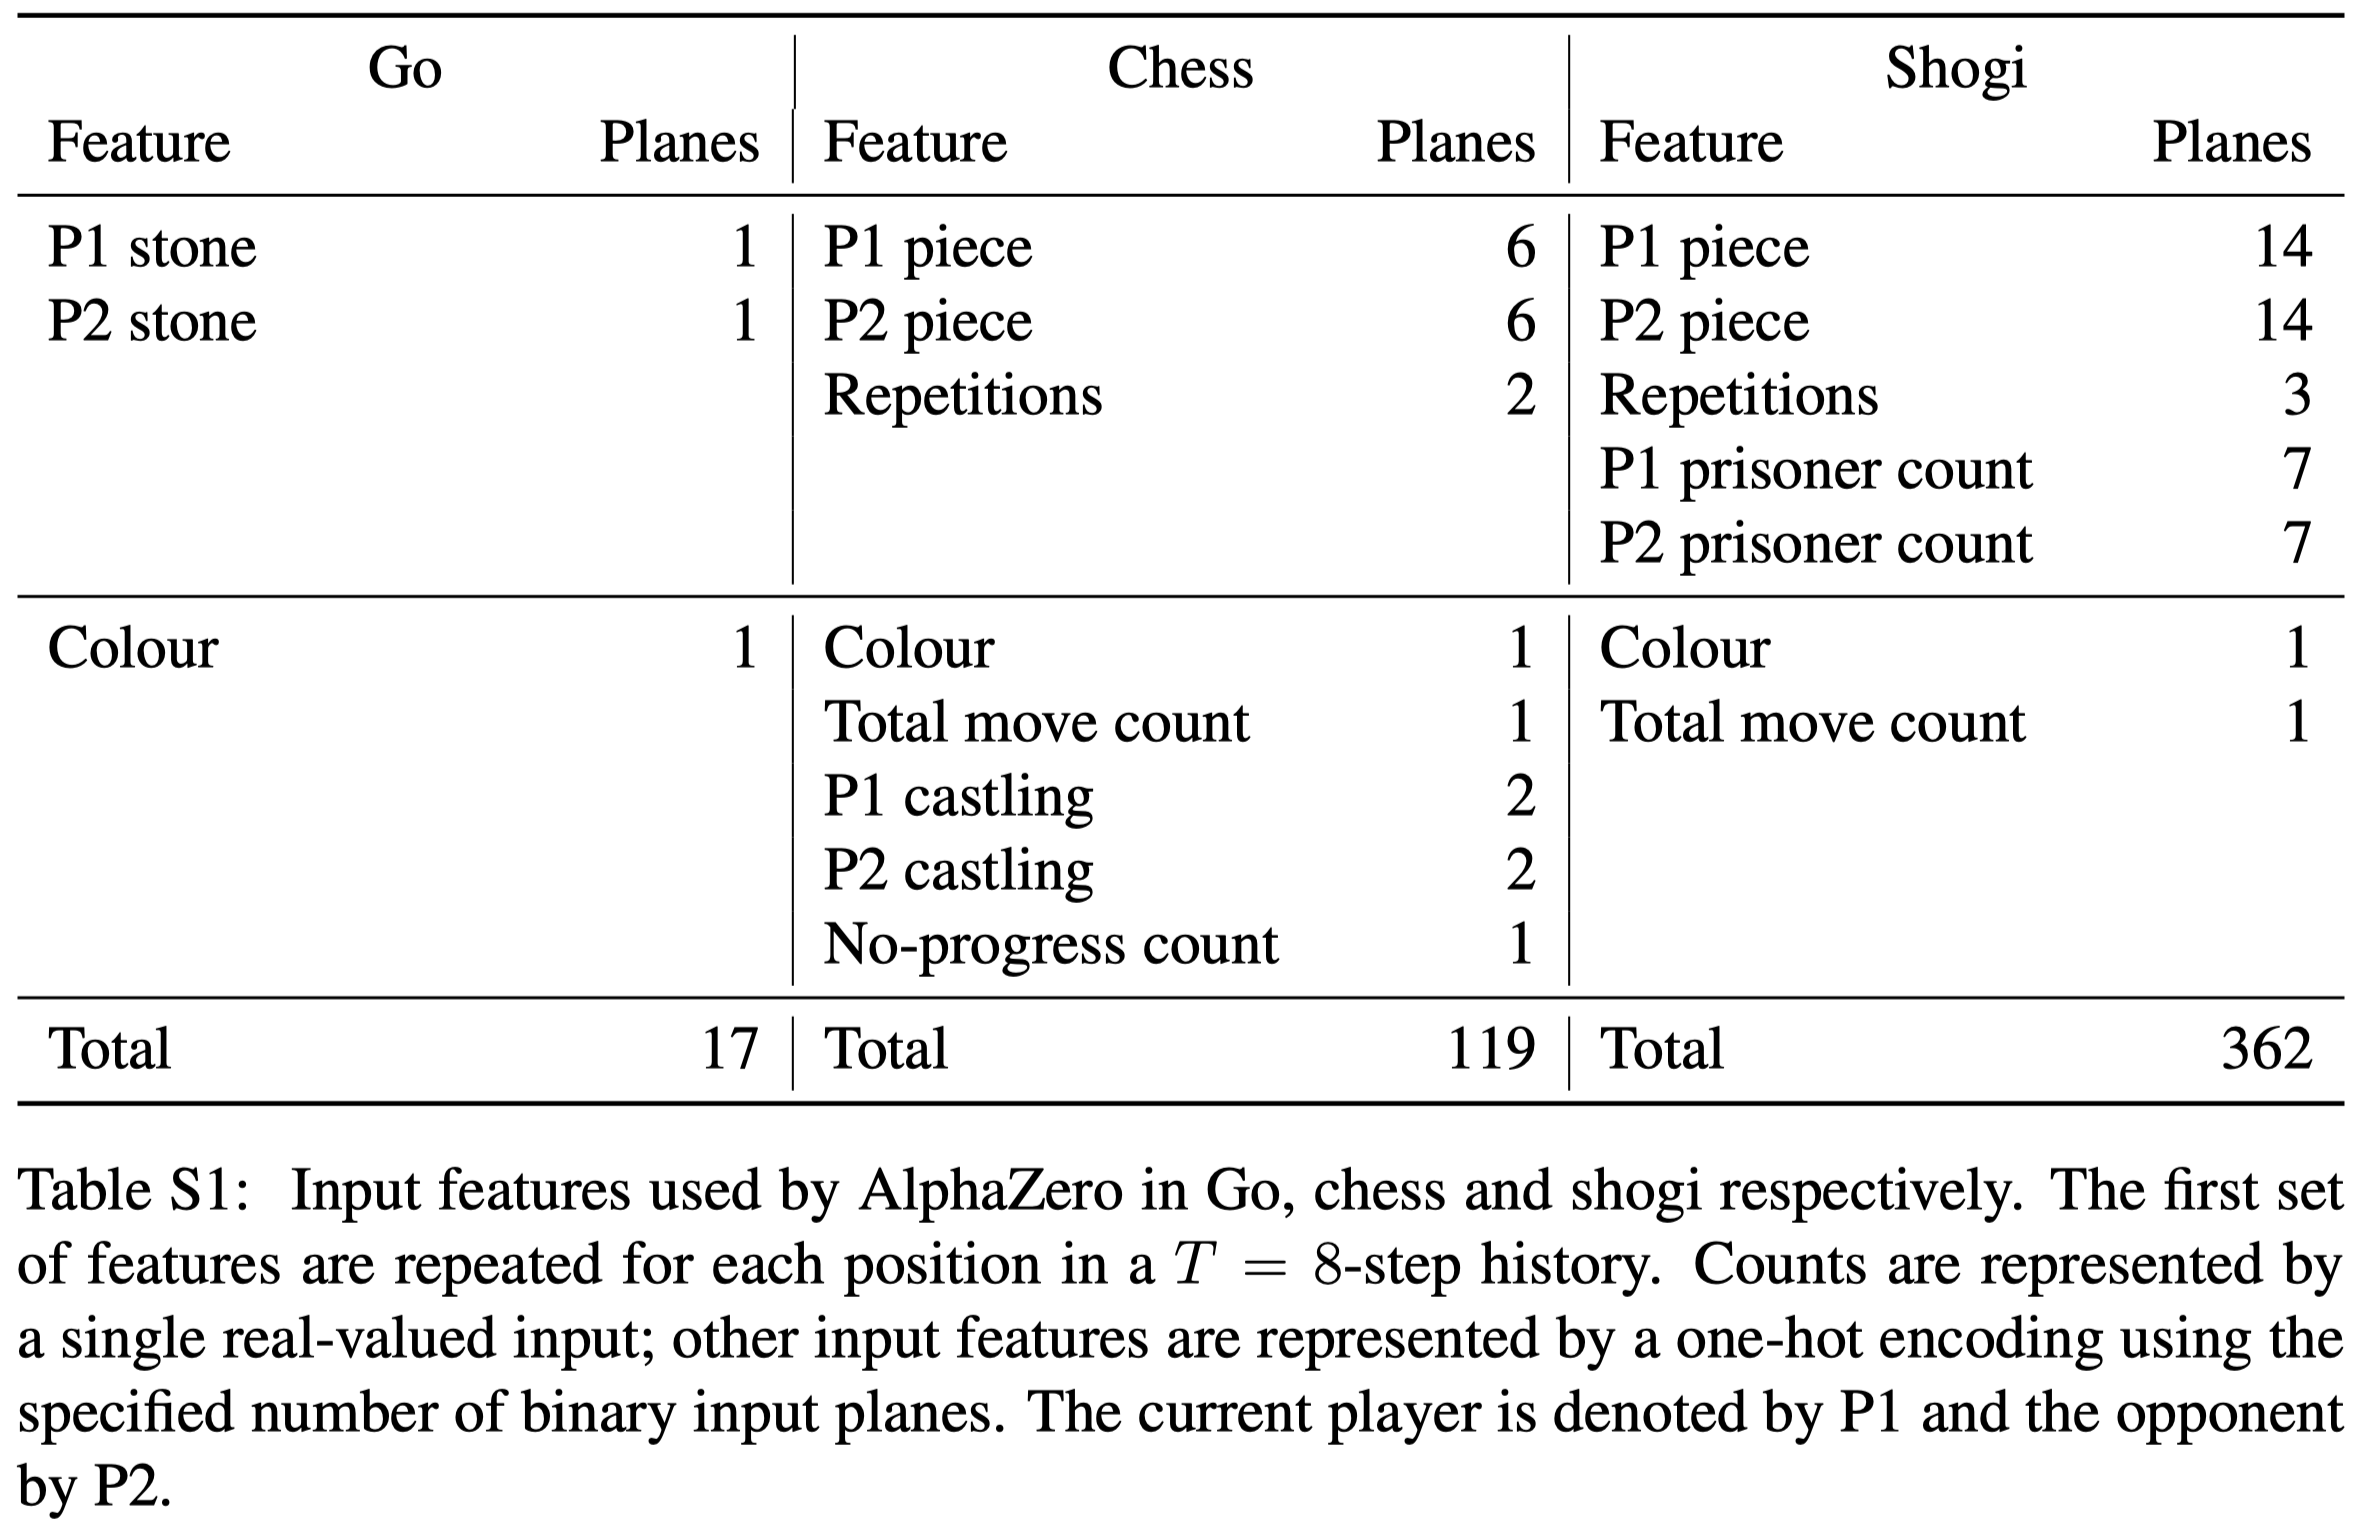 Go Chess Shogi
Feature Planes Feature Planes Feature Planes
P1 stone 1 P1 piece 6 P1 piece 14
P2 stone 1 P2 piece 6 P2 piece 14
Repetitions 2 Repetitions 3
P1 prisoner count 7
P2 prisoner count 7
Colour 1 Colour 1 Colour 1
Total move count 1 Total move count 1
P1 castling 2
P2 castling 2
No-progress count 1
Total 17 Total 119 Total 362
Table S1: Input features used by AlphaZero in Go, chess and shogi respectively. The first set
of features are repeated for each position in a T = 8-step history. Counts are represented by
a single real-valued input; other input features are represented by a one-hot encoding using the
specified number of binary input planes. The current player is denoted by P1 and the opponent
by P2.